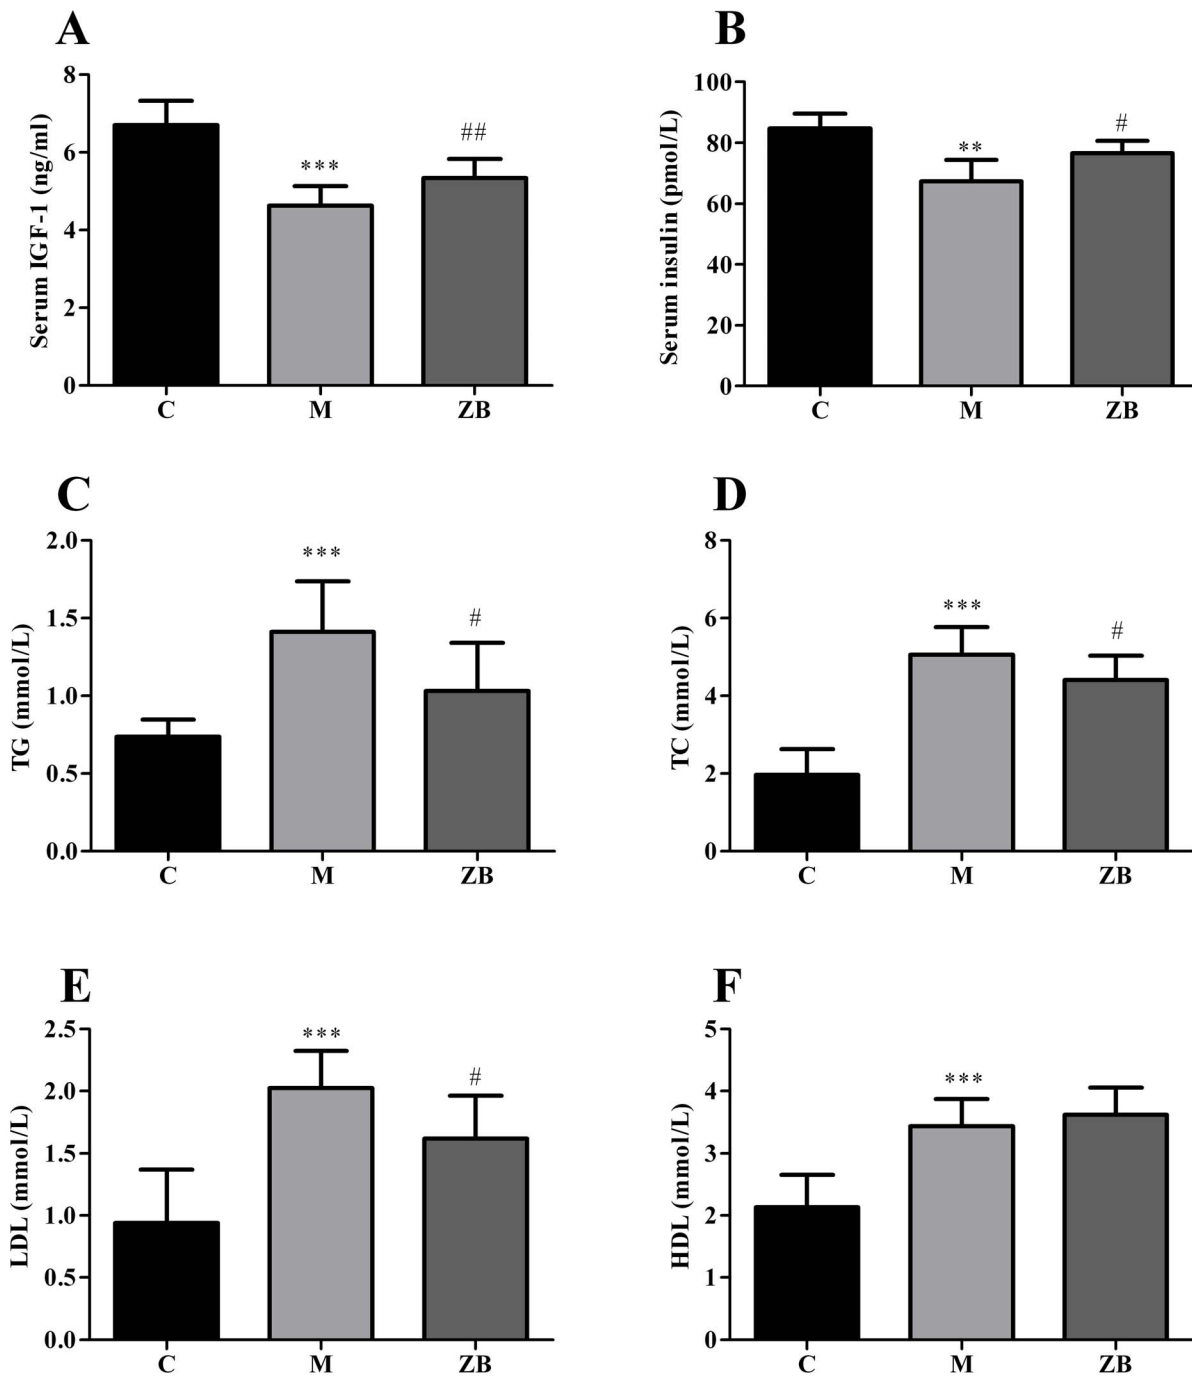 A
Serum IGF-1 (ng/ml)
8
6
4
2
0
***
##
C M ZB
B
Serum insulin (pmol/L)
100
80
60
40
20
0
**
#
C M ZB
C
TG (mmol/L)
2.0
1.5
1.0
0.5
0.0
***
#
C M ZB
D
TC (mmol/L)
8
6
4
2
0
***
#
C M ZB
E
LDL (mmol/L)
2.5
2.0
1.5
1.0
0.5
0.0
***
#
C M ZB
F
HDL (mmol/L)
5
4
3
2
1
0
***
C M ZB